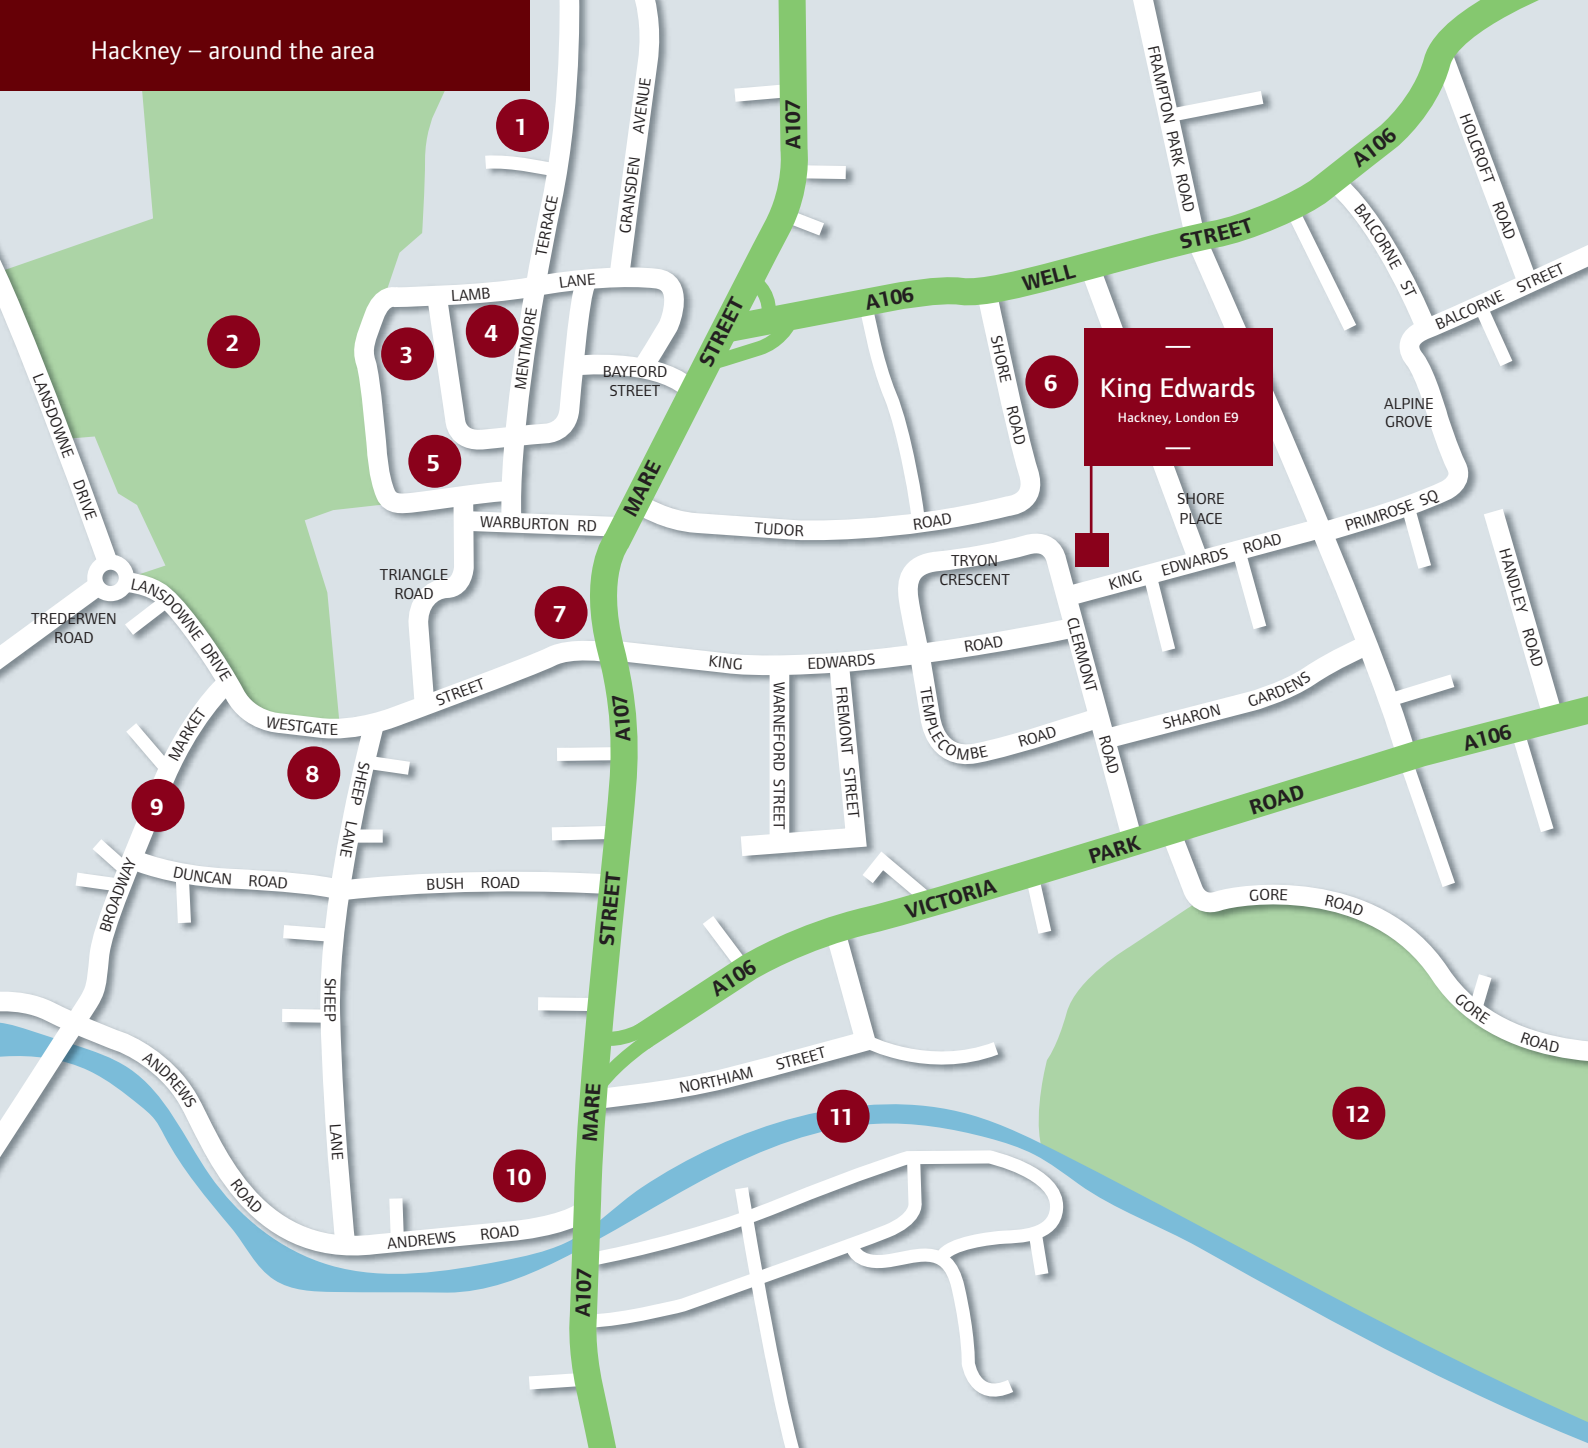 Hackney – around the area
1
2
3
4
5
6
7
8
9
10
11
12
King Edwards
Hackney, London E9
A107
FRAMPTON PARK ROAD
A106
HOLCROFT ROAD
GRANSDEN AVENUE
MENTMORE TERRACE
LAMB LANE
BAYFORD
STREET
MARE STREET
A106
WELL STREET
BALCORNE ST
BALCORNE STREET
SHORE ROAD
ALPINE
GROVE
LANSDOWNE DRIVE
SHORE
PLACE
PRIMROSE SQ
WARBURTON RD
TUDOR ROAD
KING EDWARDS ROAD
TRYON
CRESCENT
TRIANGLE
ROAD
HANDLEY ROAD
TREDERWEN
ROAD
LANSDOWNE DRIVE
WESTGATE STREET
KING EDWARDS ROAD
CLERMONT ROAD
TEMPLECOMBE ROAD
SHARON GARDENS
WARNEFORD STREET
FREMONT STREET
A107
A106
BROADWAY MARKET
SHEEP LANE
DUNCAN ROAD
BUSH ROAD
MARE STREET
A106
VICTORIA PARK ROAD
GORE ROAD
GORE ROAD
SHEEP LANE
NORTHIAM STREET
ANDREWS ROAD
ANDREWS ROAD
A107